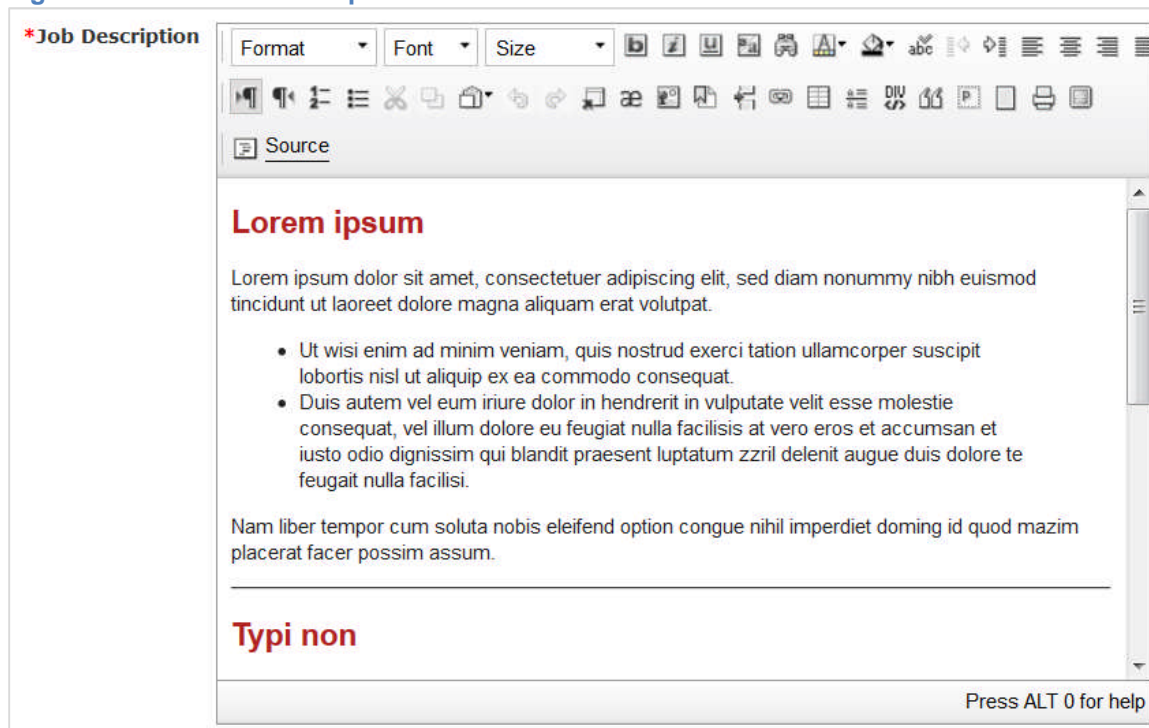 *Job Description
Format Font Size
Source
Lorem ipsum
Lorem ipsum dolor sit amet, consectetuer adipiscing elit, sed diam nonummy nibh euismod
tincidunt ut laoreet dolore magna aliquam erat volutpat.
• Ut wisi enim ad minim veniam, quis nostrud exerci tation ullamcorper suscipit
lobortis nisl ut aliquip ex ea commodo consequat.
• Duis autem vel eum iriure dolor in hendrerit in vulputate velit esse molestie
consequat, vel illum dolore eu feugiat nulla facilisis at vero eros et accumsan et
iusto odio dignissim qui blandit praesent luptatum zzril delenit augue duis dolore te
feugait nulla facilisi.
Nam liber tempor cum soluta nobis eleifend option congue nihil imperdiet doming id quod mazim
placerat facer possim assum.
Typi non
Press ALT 0 for help